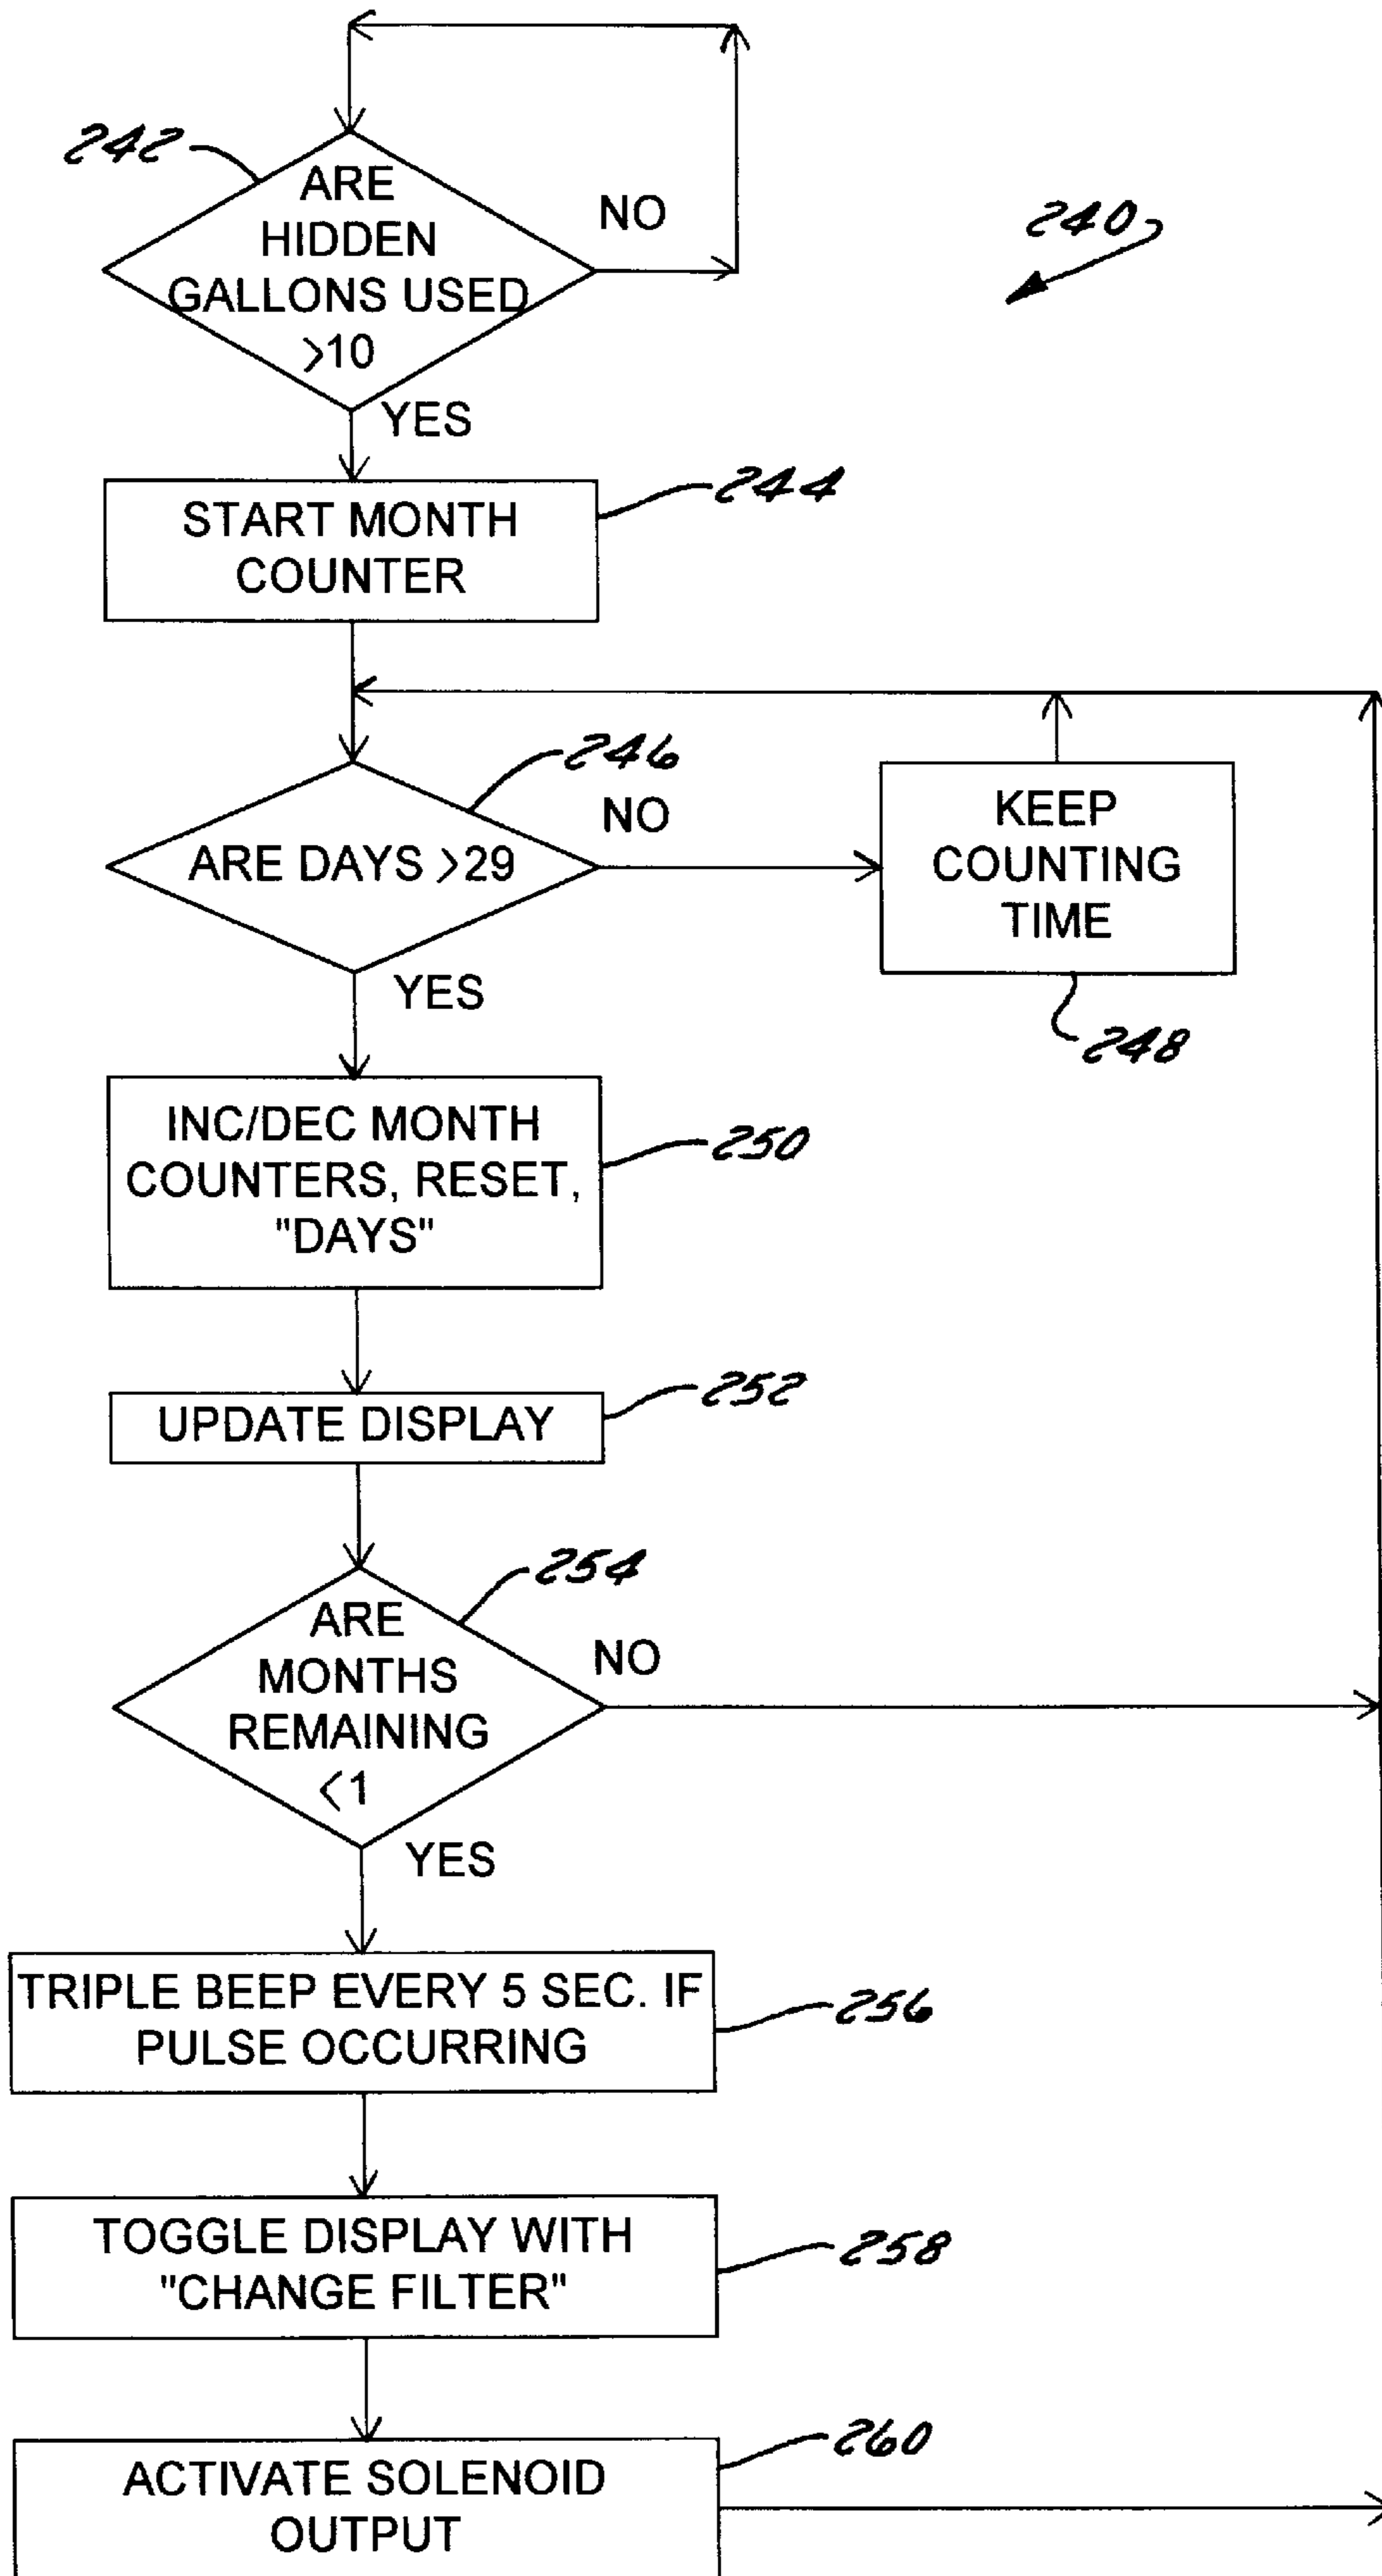 242
ARE
HIDDEN
GALLONS USED
>10
NO
240
YES
START MONTH
COUNTER
244
246
ARE DAYS >29
NO
KEEP
COUNTING
TIME
248
YES
INC/DEC MONTH
COUNTERS, RESET,
"DAYS"
250
UPDATE DISPLAY
252
254
ARE
MONTHS
REMAINING
<1
NO
YES
TRIPLE BEEP EVERY 5 SEC. IF
PULSE OCCURRING
256
TOGGLE DISPLAY WITH
"CHANGE FILTER"
258
ACTIVATE SOLENOID
OUTPUT
260